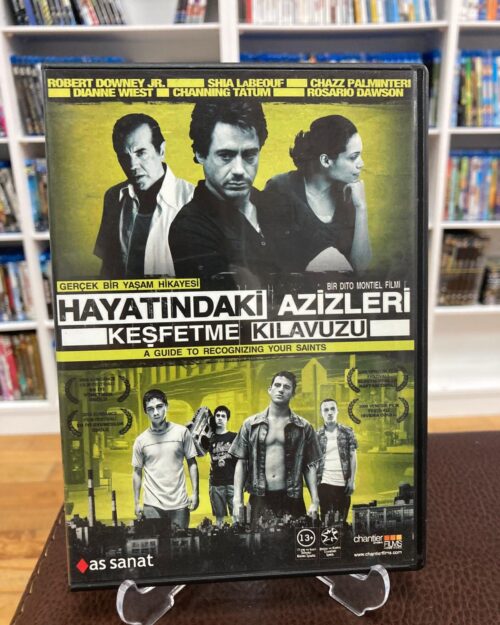 ROBERT DOWNEY JR. SHIA LaBEOUF CHAZZ PALMINTERI
DIANNE WIEST CHANNING TATUM ROSARIO DAWSON
GERÇEK BİR YAŞAM HİKAYESİ
BİR DITO MONTIEL FILMI
HAYATINDAKİ AZİZLERİ
KEŞFETME KILAVUZU
A GUIDE TO RECOGNIZING YOUR SAINTS
13+
as sanat
chantier
FILMS
www.chantierfilms.com